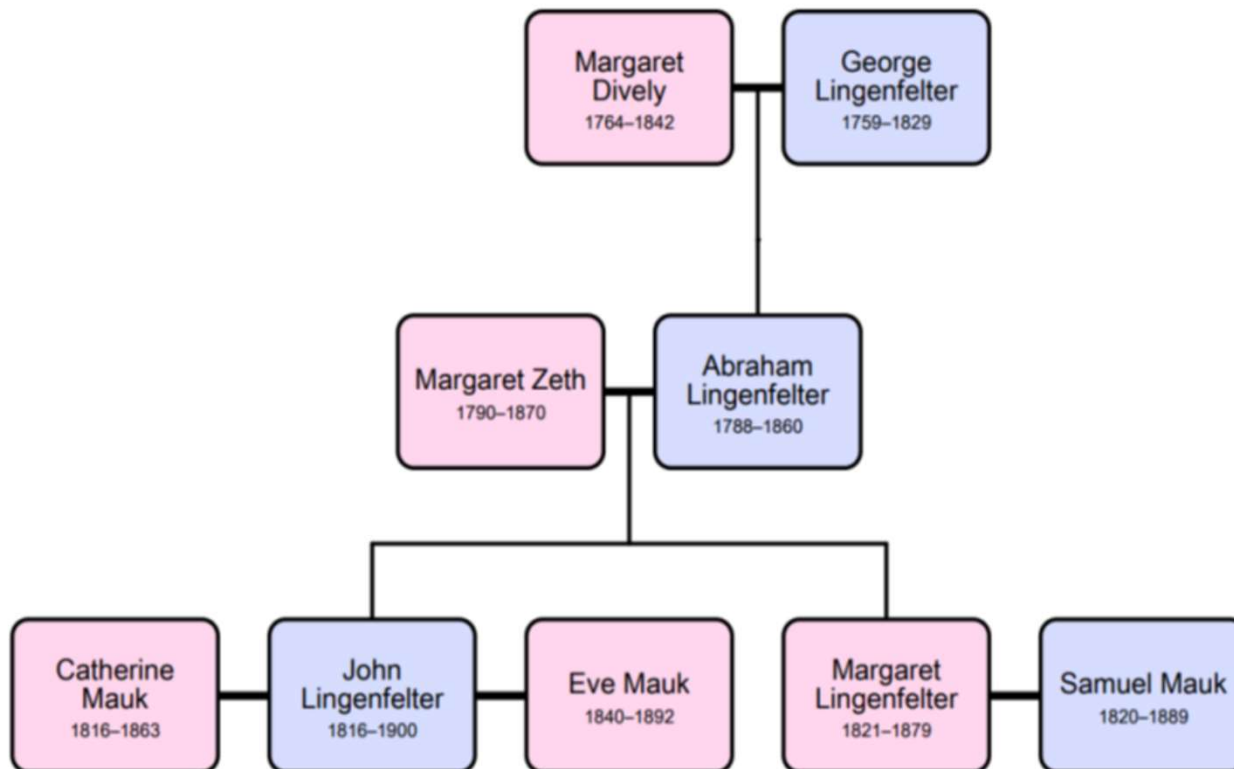 Margaret
Dively
1764–1842
George
Lingenfelter
1759–1829
Margaret Zeth
1790–1870
Abraham
Lingenfelter
1788–1860
Catherine
Mauk
1816–1863
John
Lingenfelter
1816–1900
Eve Mauk
1840–1892
Margaret
Lingenfelter
1821–1879
Samuel Mauk
1820–1889